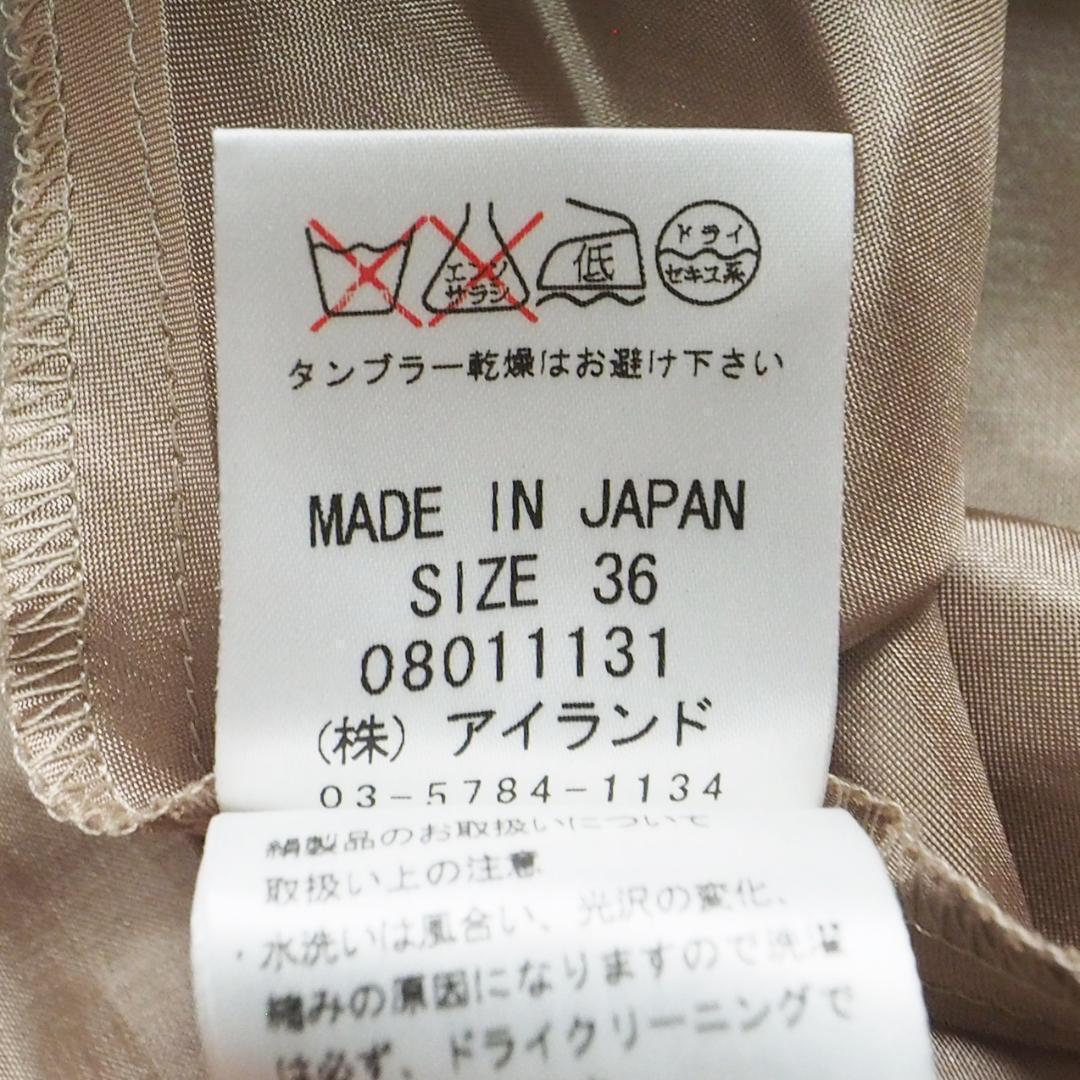 エンソ
サラシ
低
ドライ
セキユ系
タンブラー乾燥はお避け下さい
MADE IN JAPAN
SIZE 36
08011131
(株) アイランド
03-5784-1134
絹製品のお取扱いについて
取扱い上の注意
・水洗いは風合い、光沢の変化、
縮みの原因になりますので洗濯
は必ず、ドライクリーニングで